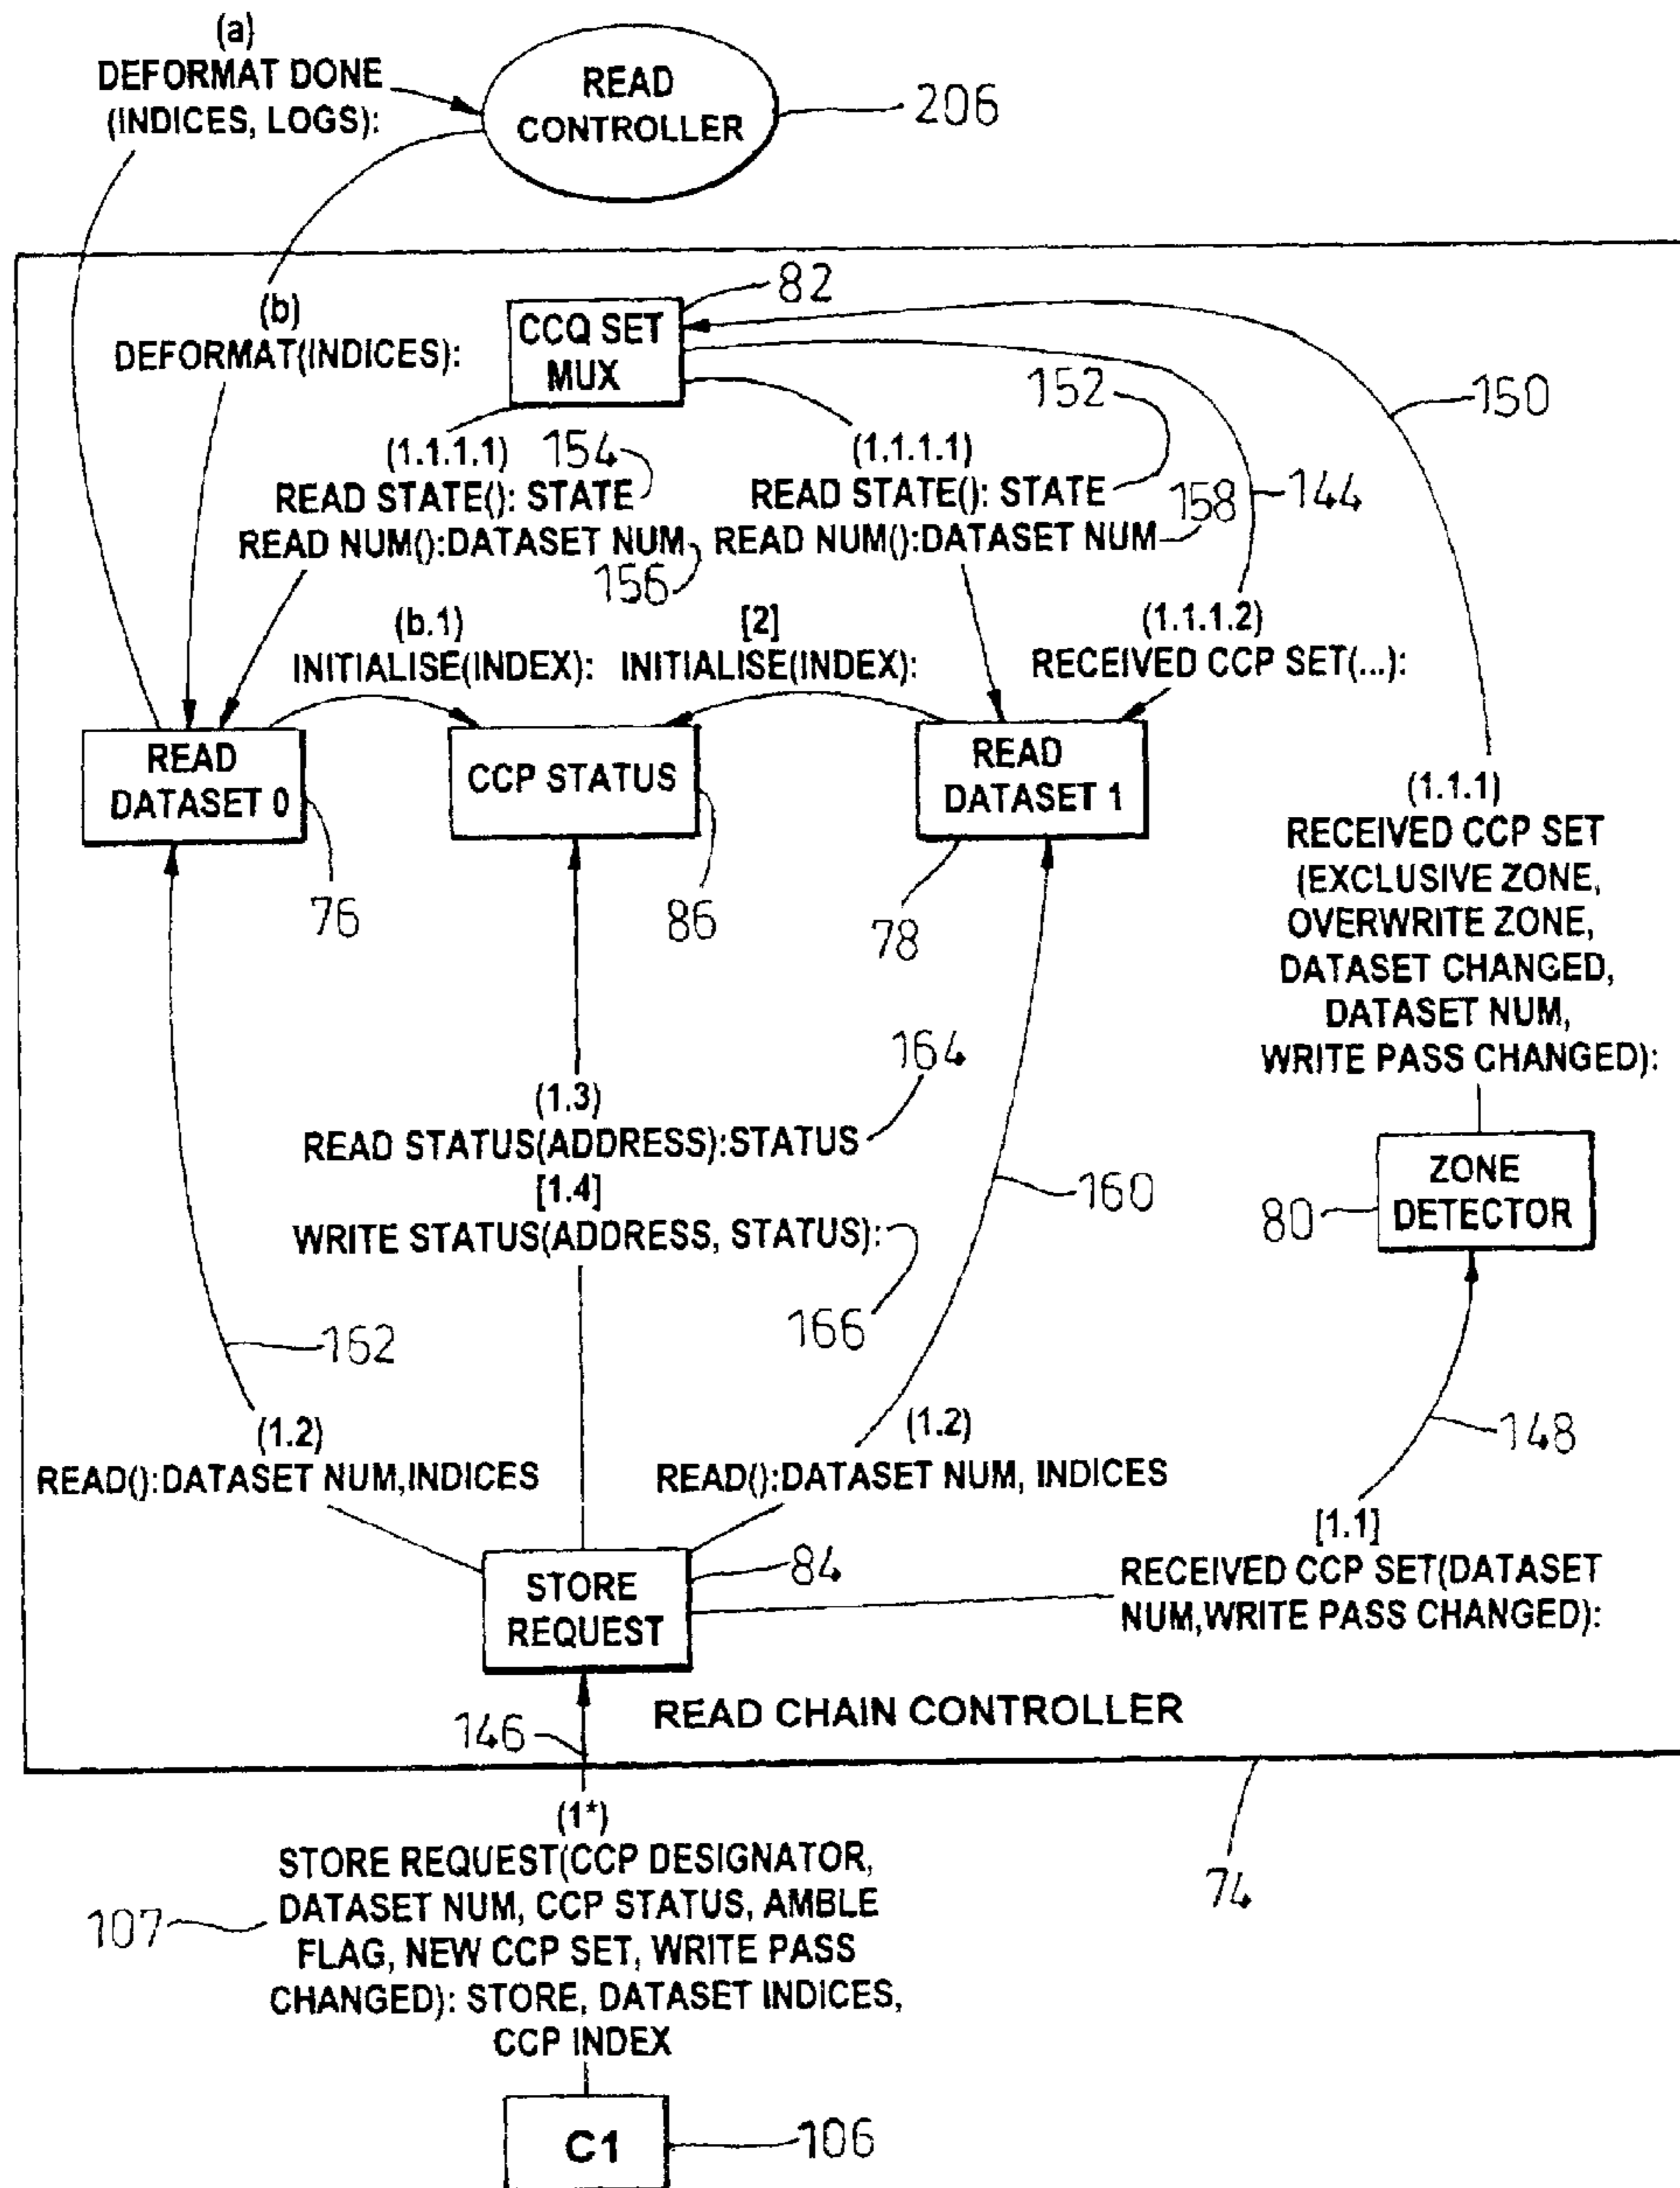 (a)
DEFORMAT DONE
(INDICES, LOGS):
READ
CONTROLLER
206
(b)
DEFORMAT(INDICES):
82
CCQ SET
MUX
152
150
(1.1.1.1)
154
READ STATE(): STATE
READ NUM():DATASET NUM
156
(1.1.1.1)
READ STATE(): STATE
READ NUM():DATASET NUM
158
144
(b.1)
INITIALISE(INDEX):
[2]
INITIALISE(INDEX):
(1.1.1.2)
RECEIVED CCP SET(...):
READ
DATASET 0
76
CCP STATUS
86
READ
DATASET 1
78
(1.1.1)
RECEIVED CCP SET
(EXCLUSIVE ZONE,
OVERWRITE ZONE,
DATASET CHANGED,
DATASET NUM,
WRITE PASS CHANGED):
164
(1.3)
READ STATUS(ADDRESS):STATUS
[1.4]
WRITE STATUS(ADDRESS, STATUS):
166
160
ZONE
DETECTOR
80
162
148
(1.2)
READ():DATASET NUM,INDICES
(1.2)
READ():DATASET NUM, INDICES
[1.1]
RECEIVED CCP SET(DATASET
NUM,WRITE PASS CHANGED):
STORE
REQUEST
84
READ CHAIN CONTROLLER
146
74
(1*)
STORE REQUEST(CCP DESIGNATOR,
DATASET NUM, CCP STATUS, AMBLE
FLAG, NEW CCP SET, WRITE PASS
CHANGED): STORE, DATASET INDICES,
CCP INDEX
107
C1
106